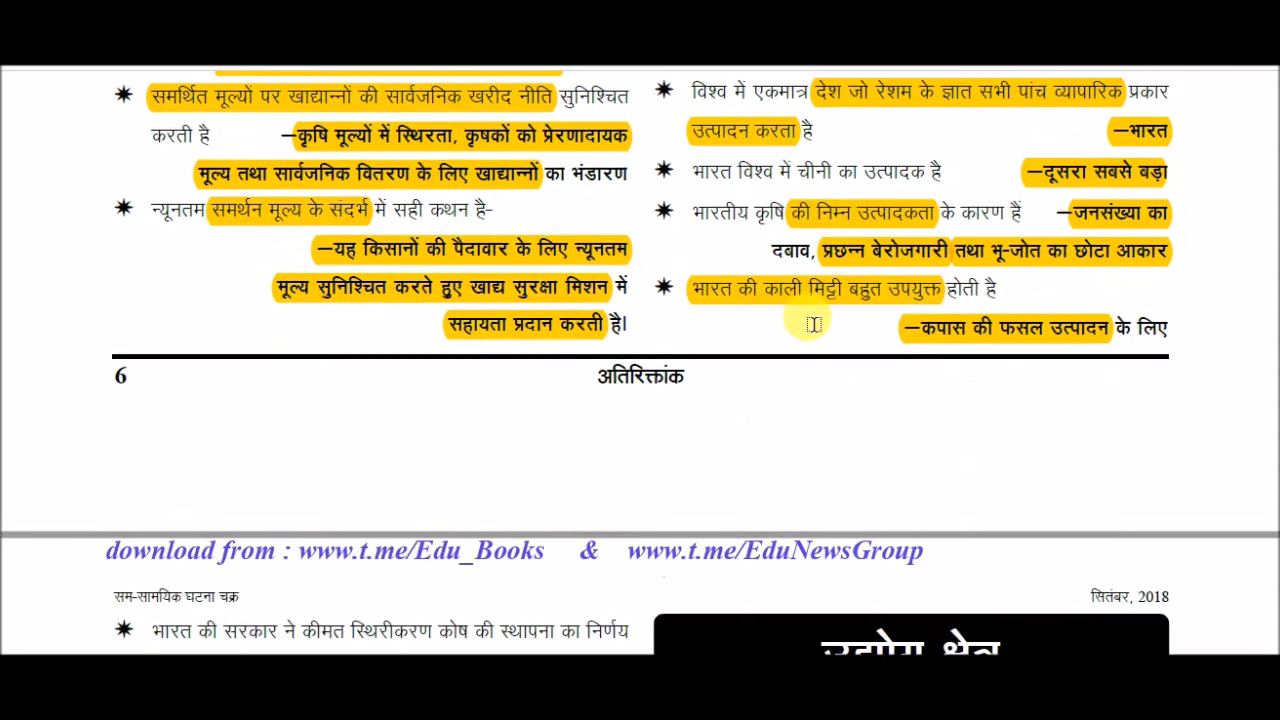 ✷ समर्थित मूल्यों पर खाद्यान्नों की सार्वजनिक खरीद नीति सुनिश्चित
करती है –कृषि मूल्यों में स्थिरता, कृषकों को प्रेरणादायक
मूल्य तथा सार्वजनिक वितरण के लिए खाद्यान्नों का भंडारण
✷ न्यूनतम समर्थन मूल्य के संदर्भ में सही कथन है-
–यह किसानों की पैदावार के लिए न्यूनतम
मूल्य सुनिश्चित करते हुए खाद्य सुरक्षा मिशन में
सहायता प्रदान करती है।
✷ विश्व में एकमात्र देश जो रेशम के ज्ञात सभी पांच व्यापारिक प्रकार
उत्पादन करता है –भारत
✷ भारत विश्व में चीनी का उत्पादक है –दूसरा सबसे बड़ा
✷ भारतीय कृषि की निम्न उत्पादकता के कारण हैं –जनसंख्या का
दबाव, प्रछन्न बेरोजगारी तथा भू-जोत का छोटा आकार
✷ भारत की काली मिट्टी बहुत उपयुक्त होती है
–कपास की फसल उत्पादन के लिए
6 अतिरिक्तांक
download from : www.t.me/Edu_Books & www.t.me/EduNewsGroup
सम-सामयिक घटना चक्र सितंबर, 2018
✷ भारत की सरकार ने कीमत स्थिरीकरण कोष की स्थापना का निर्णय
उद्योग क्षेत्र